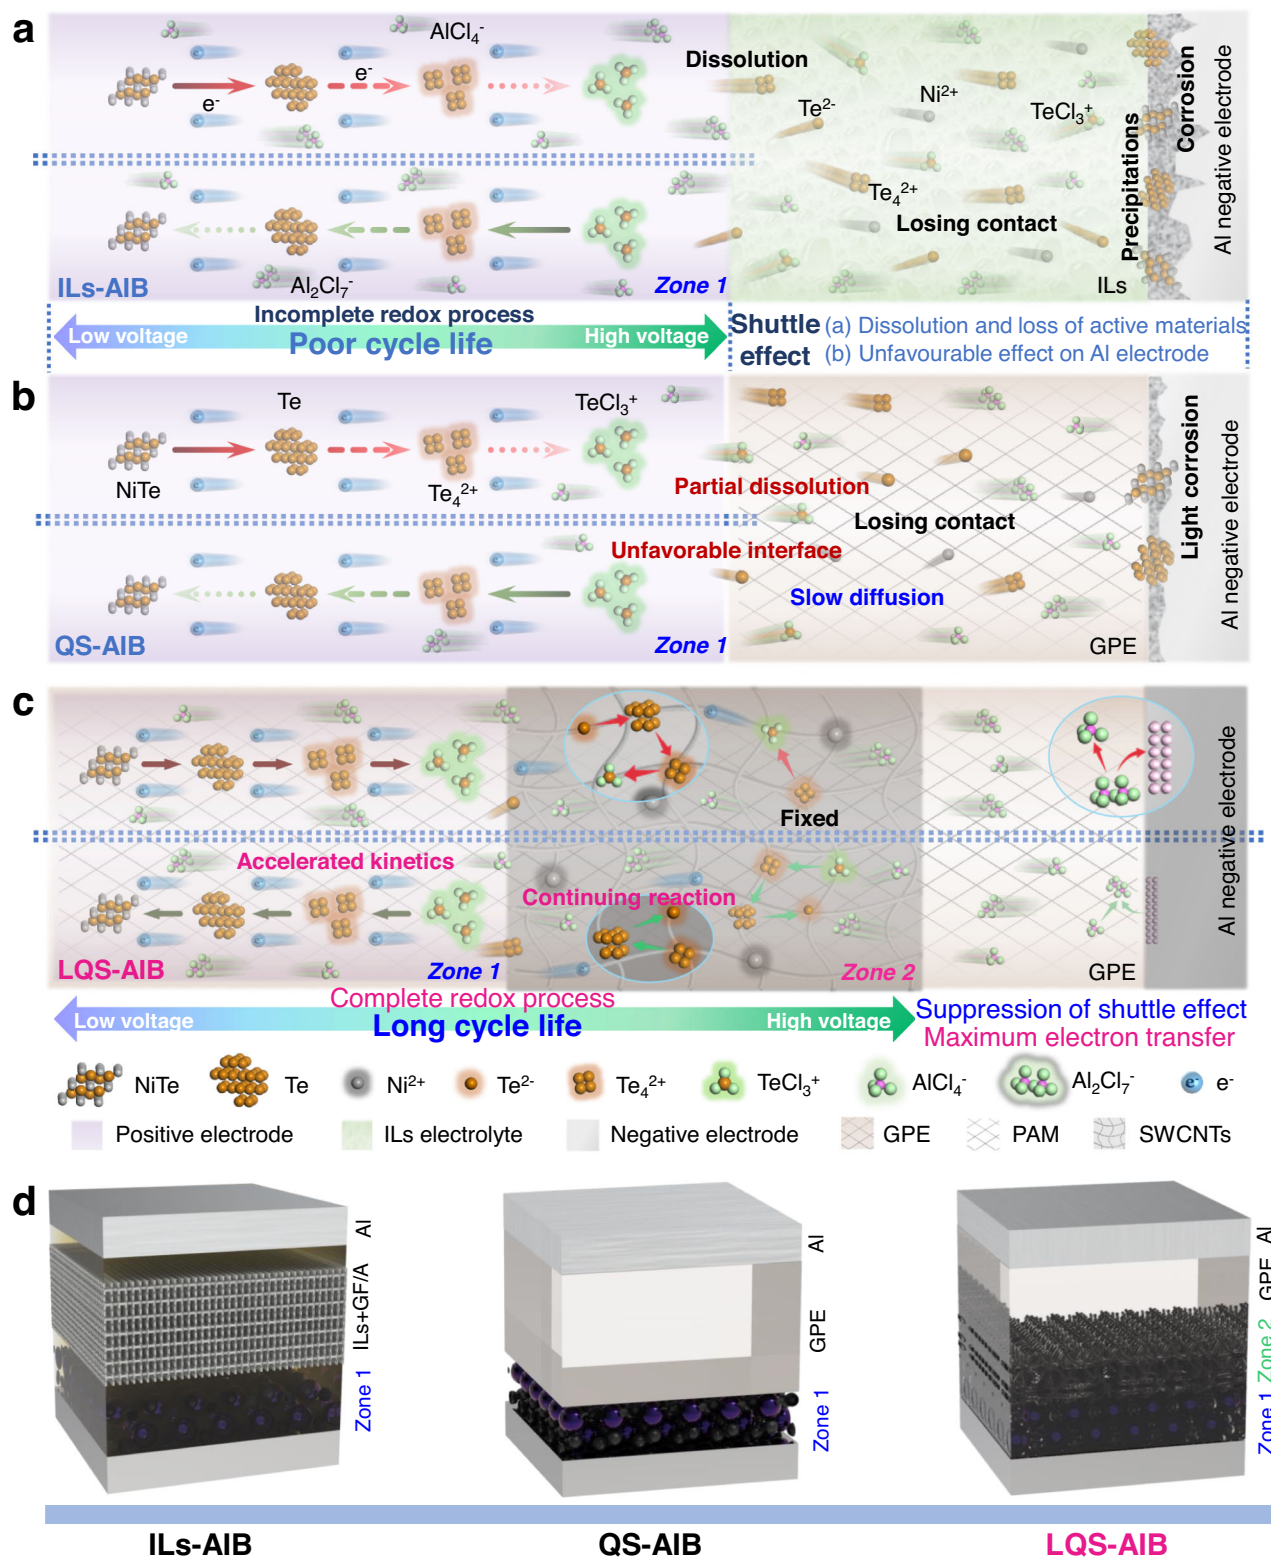 a
AlCl4-
e-
e-
Dissolution
Te2-
Ni2+
TeCl3+
Te42+
Losing contact
Precipitations
Corrosion
Al negative electrode
ILs-AIB
Al2Cl7-
Zone 1
ILs
Incomplete redox process
Low voltage
Poor cycle life
High voltage
Shuttle effect
(a) Dissolution and loss of active materials
(b) Unfavourable effect on Al electrode
b
Te
TeCl3+
NiTe
Te42+
Partial dissolution
Losing contact
Unfavorable interface
Slow diffusion
Light corrosion
Al negative electrode
QS-AIB
Zone 1
GPE
c
Fixed
Accelerated kinetics
Continuing reaction
Al negative electrode
LQS-AIB
Zone 1
Zone 2
GPE
Complete redox process
Low voltage
Long cycle life
High voltage
Suppression of shuttle effect
Maximum electron transfer
NiTe
Te
Ni2+
Te2-
Te42+
TeCl3+
AlCl4-
Al2Cl7-
e-
e-
Positive electrode
ILs electrolyte
Negative electrode
GPE
PAM
SWCNTs
d
Al
ILs+GF/A
Zone 1
Al
GPE
Zone 1
Al
GPE
Zone 2
Zone 1
ILs-AIB
QS-AIB
LQS-AIB